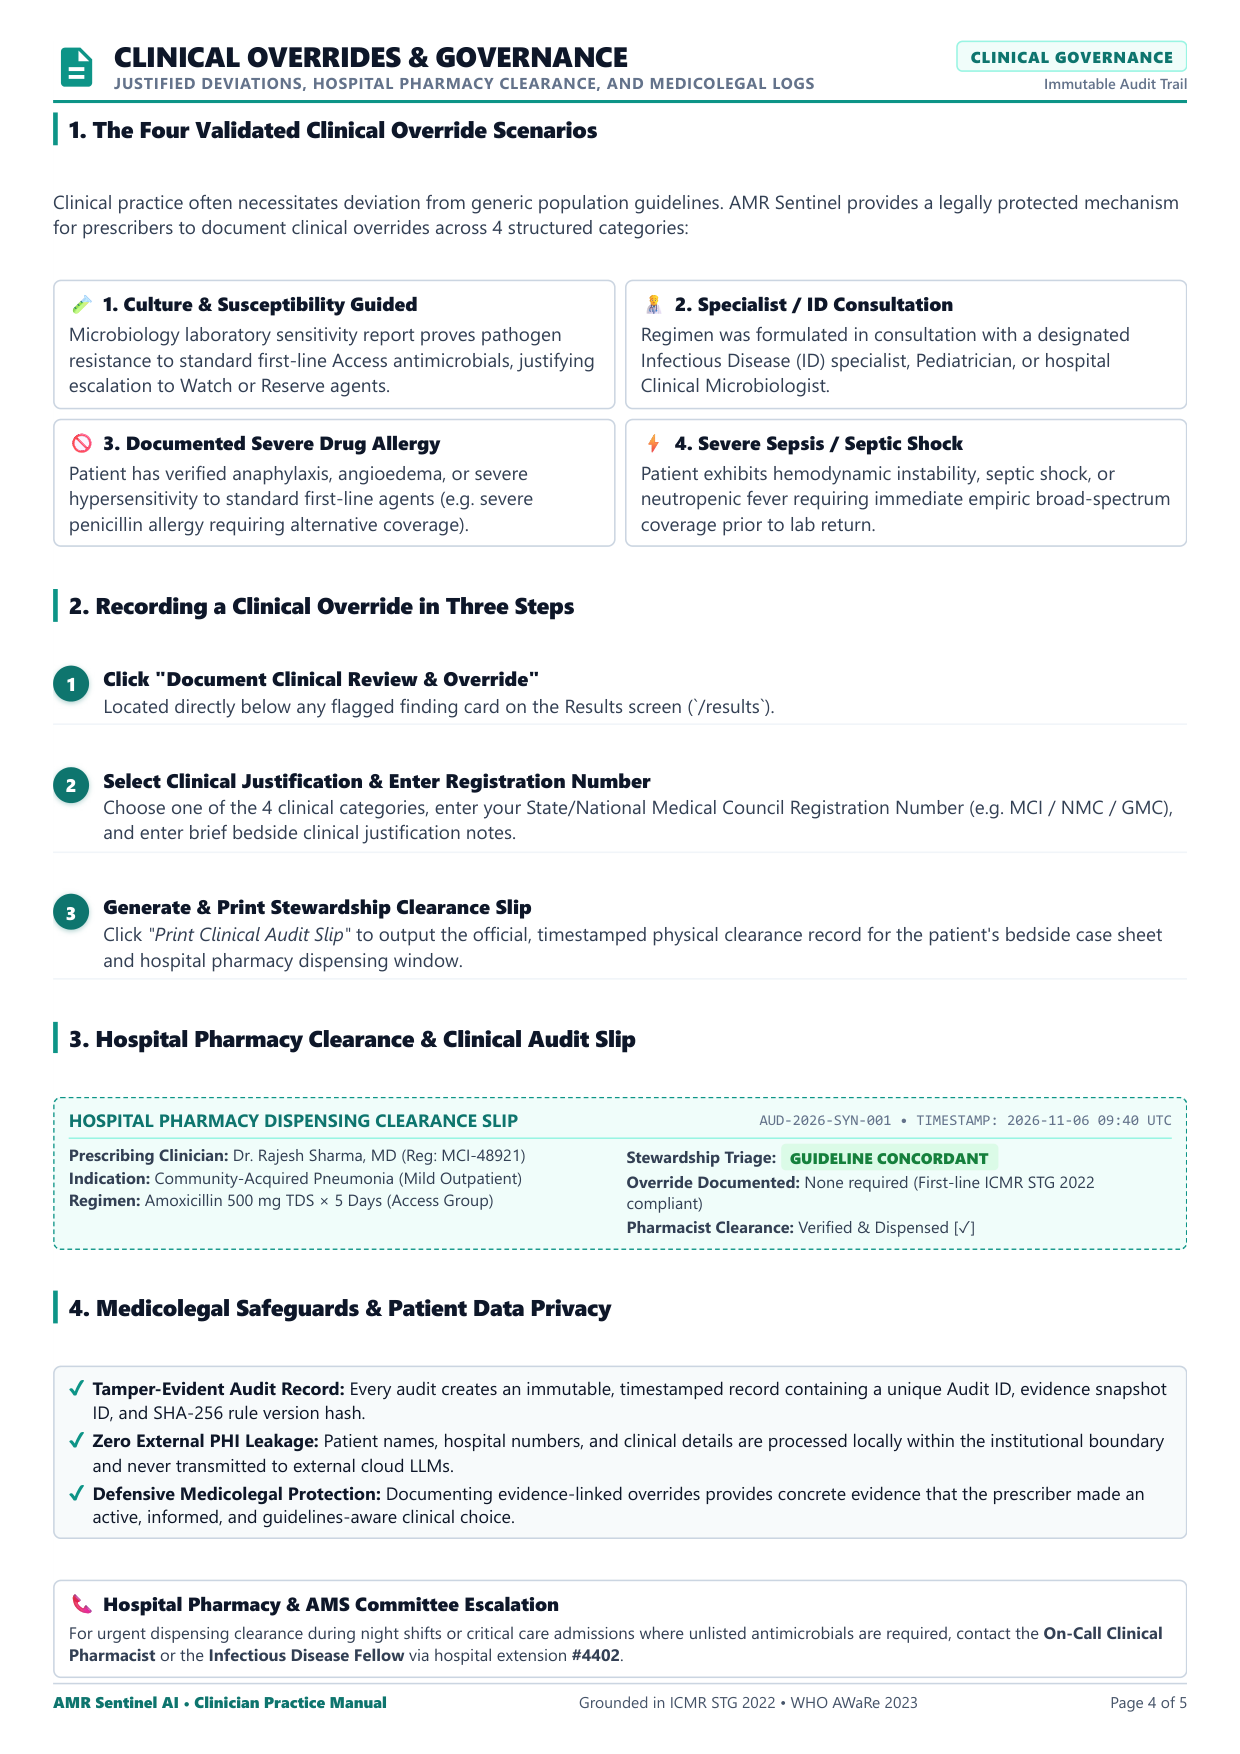 CLINICAL OVERRIDES & GOVERNANCE
JUSTIFIED DEVIATIONS, HOSPITAL PHARMACY CLEARANCE, AND MEDICOLEGAL LOGS
CLINICAL GOVERNANCE
Immutable Audit Trail
1. The Four Validated Clinical Override Scenarios
Clinical practice often necessitates deviation from generic population guidelines. AMR Sentinel provides a legally protected mechanism
for prescribers to document clinical overrides across 4 structured categories:
1. Culture & Susceptibility Guided
Microbiology laboratory sensitivity report proves pathogen
resistance to standard first-line Access antimicrobials, justifying
escalation to Watch or Reserve agents.
2. Specialist / ID Consultation
Regimen was formulated in consultation with a designated
Infectious Disease (ID) specialist, Pediatrician, or hospital
Clinical Microbiologist.
3. Documented Severe Drug Allergy
Patient has verified anaphylaxis, angioedema, or severe
hypersensitivity to standard first-line agents (e.g. severe
penicillin allergy requiring alternative coverage).
4. Severe Sepsis / Septic Shock
Patient exhibits hemodynamic instability, septic shock, or
neutropenic fever requiring immediate empiric broad-spectrum
coverage prior to lab return.
2. Recording a Clinical Override in Three Steps
1
Click "Document Clinical Review & Override"
Located directly below any flagged finding card on the Results screen (`/results`).
2
Select Clinical Justification & Enter Registration Number
Choose one of the 4 clinical categories, enter your State/National Medical Council Registration Number (e.g. MCI / NMC / GMC),
and enter brief bedside clinical justification notes.
3
Generate & Print Stewardship Clearance Slip
Click "Print Clinical Audit Slip" to output the official, timestamped physical clearance record for the patient's bedside case sheet
and hospital pharmacy dispensing window.
3. Hospital Pharmacy Clearance & Clinical Audit Slip
HOSPITAL PHARMACY DISPENSING CLEARANCE SLIP
AUD-2026-SYN-001 • TIMESTAMP: 2026-11-06 09:40 UTC
Prescribing Clinician: Dr. Rajesh Sharma, MD (Reg: MCI-48921)
Indication: Community-Acquired Pneumonia (Mild Outpatient)
Regimen: Amoxicillin 500 mg TDS × 5 Days (Access Group)
Stewardship Triage: GUIDELINE CONCORDANT
Override Documented: None required (First-line ICMR STG 2022
compliant)
Pharmacist Clearance: Verified & Dispensed [✓]
4. Medicolegal Safeguards & Patient Data Privacy
✓ Tamper-Evident Audit Record: Every audit creates an immutable, timestamped record containing a unique Audit ID, evidence snapshot
ID, and SHA-256 rule version hash.
✓ Zero External PHI Leakage: Patient names, hospital numbers, and clinical details are processed locally within the institutional boundary
and never transmitted to external cloud LLMs.
✓ Defensive Medicolegal Protection: Documenting evidence-linked overrides provides concrete evidence that the prescriber made an
active, informed, and guidelines-aware clinical choice.
Hospital Pharmacy & AMS Committee Escalation
For urgent dispensing clearance during night shifts or critical care admissions where unlisted antimicrobials are required, contact the On-Call Clinical
Pharmacist or the Infectious Disease Fellow via hospital extension #4402.
AMR Sentinel AI • Clinician Practice Manual
Grounded in ICMR STG 2022 • WHO AWaRe 2023
Page 4 of 5